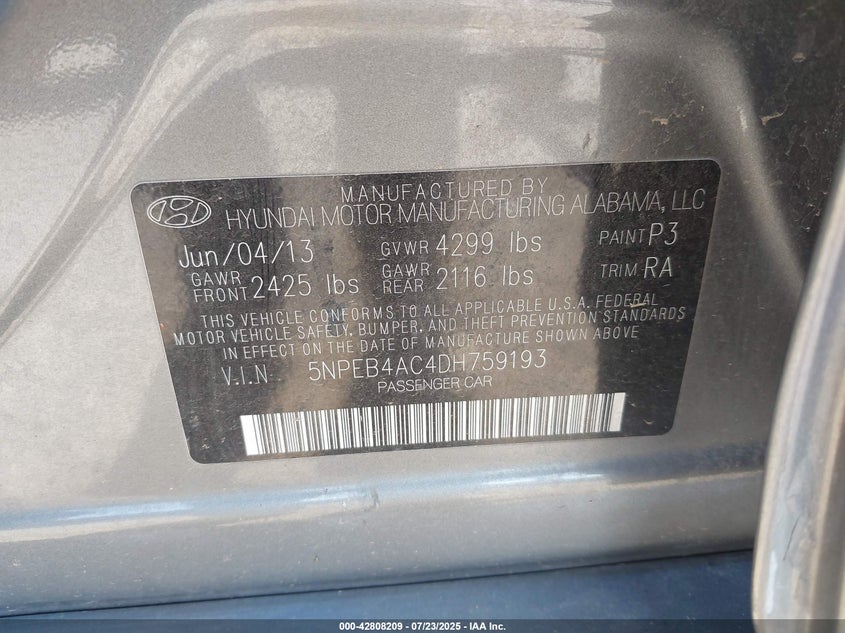 MANUFACTURED BY
HYUNDAI MOTOR MANUFACTURING ALABAMA, LLC
Jun/04/13 GVWR 4299 lbs PAINT P3
GAWR FRONT 2425 lbs GAWR REAR 2116 lbs TRIM RA
THIS VEHICLE CONFORMS TO ALL APPLICABLE U.S.A. FEDERAL
MOTOR VEHICLE SAFETY, BUMPER, AND THEFT PREVENTION STANDARDS
IN EFFECT ON THE DATE OF MANUFACTURE SHOWN ABOVE
V.I.N 5NPEB4AC4DH759193
PASSENGER CAR
000-42808209 - 07/23/2025 - IAA Inc.